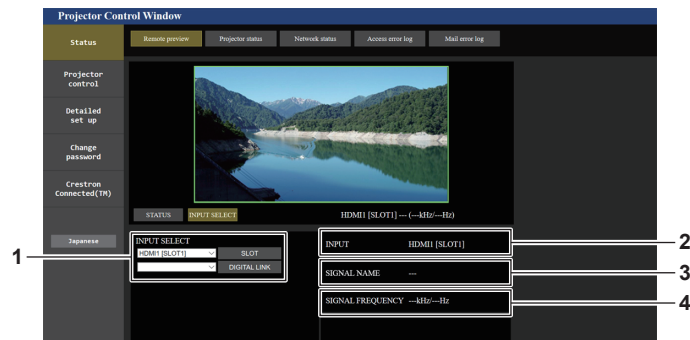 Projector Control Window
Status
Remote preview
Projector status
Network status
Access error log
Mail error log
Projector
control
Detailed
set up
Change
password
Crestron
Connected(TM)
Japanese
STATUS
INPUT SELECT
HDMI1 [SLOT1] --- (---kHz/---Hz)
1
INPUT SELECT
HDMI1 [SLOT1]
SLOT
DIGITAL LINK
INPUT HDMI1 [SLOT1]
2
SIGNAL NAME ---
3
SIGNAL FREQUENCY ---kHz/---Hz
4